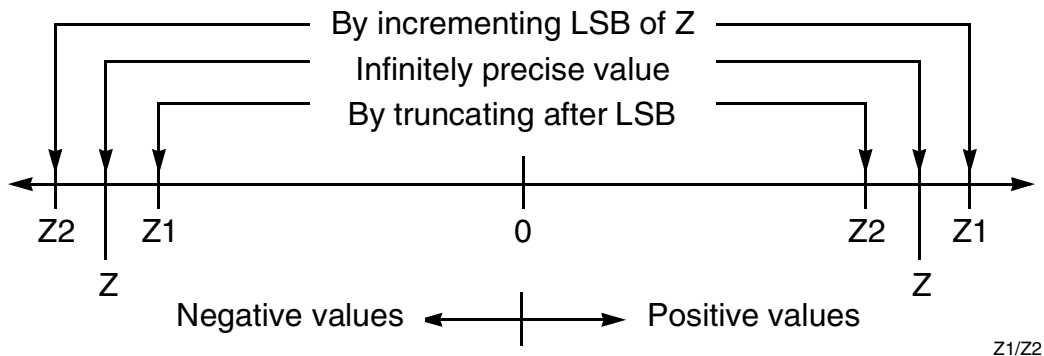 By incrementing LSB of Z
Infinitely precise value
By truncating after LSB
Z2 Z1 0 Z2 Z1
Z Z
Negative values Positive values
Z1/Z2